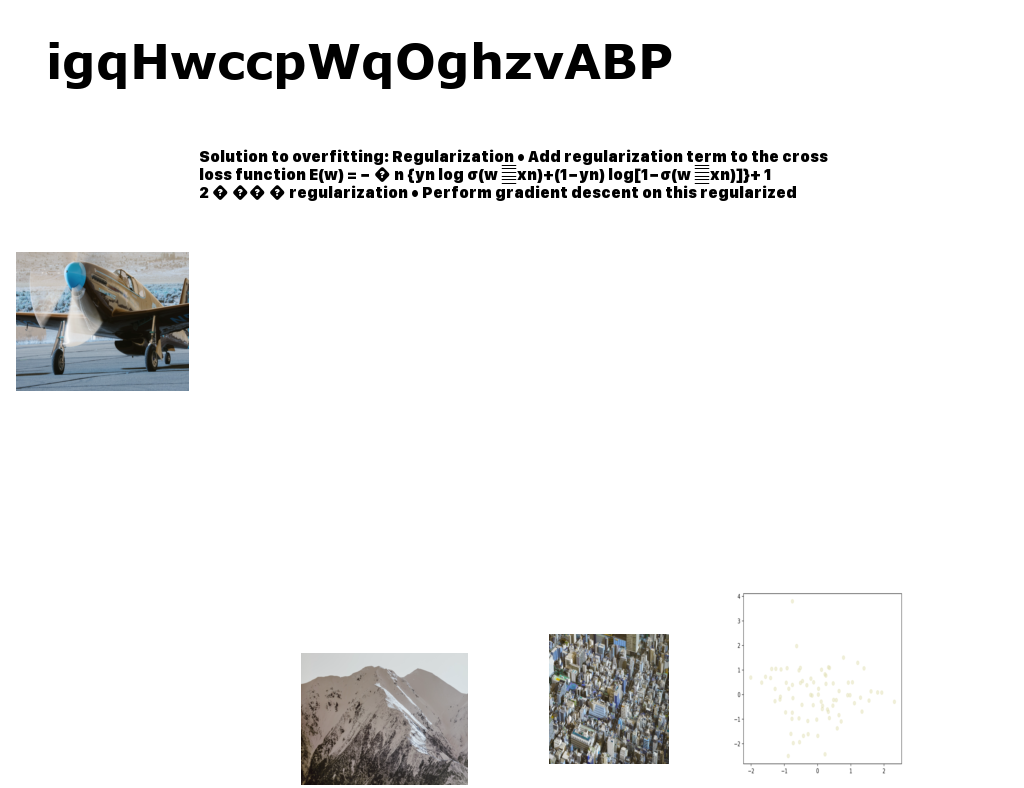 igqHwccpWqOghzvABP
Solution to overfitting: Regularization • Add regularization term to the cross
loss function E(w) = − � n {yn log σ(w xn)+(1−yn) log[1−σ(w xn)]}+ 1
2 � �� � regularization • Perform gradient descent on this regularized
4
3
2
1
0
−1
−2
−2 −1 0 1 2